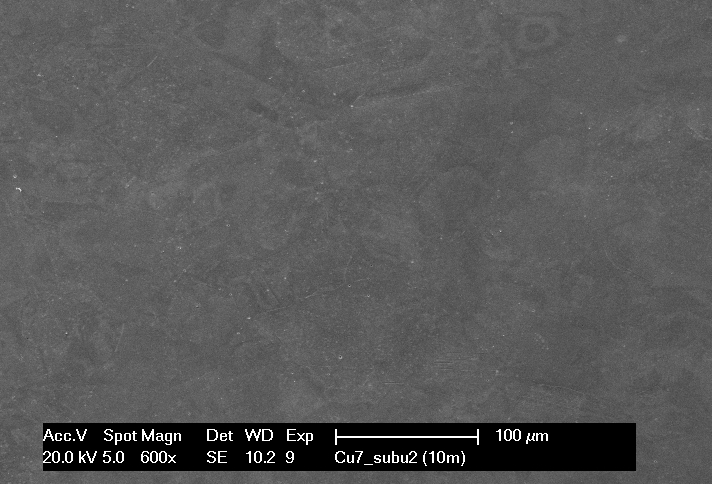 Acc.V Spot Magn Det WD Exp 100 µm
20.0 kV 5.0 600x SE 10.2 9 Cu7_subu2 (10m)